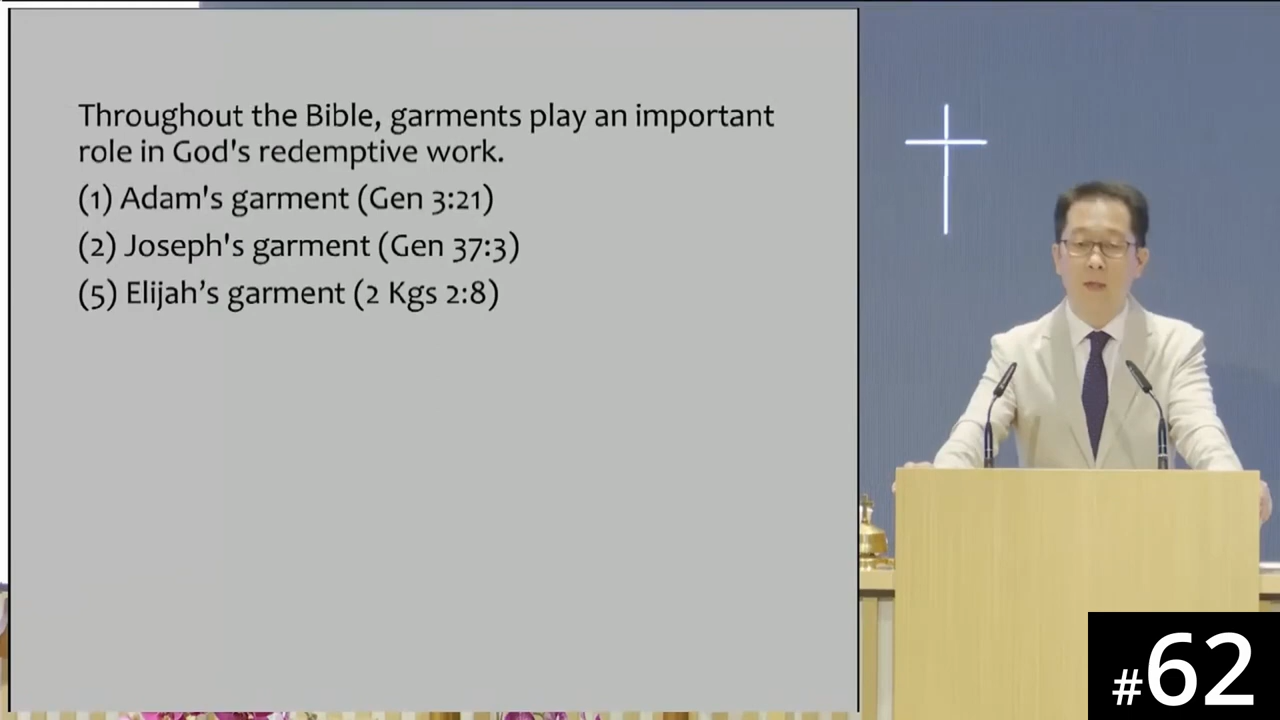 Throughout the Bible, garments play an important
role in God's redemptive work.
(1) Adam's garment (Gen 3:21)
(2) Joseph's garment (Gen 37:3)
(5) Elijah’s garment (2 Kgs 2:8)
#62